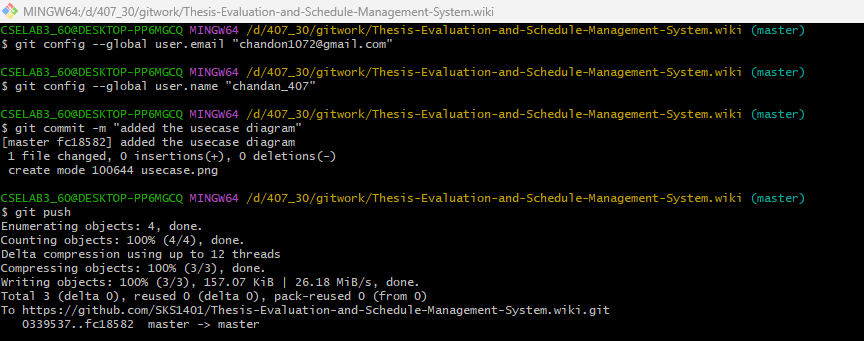 MINGW64:/d/407_30/gitwork/Thesis-Evaluation-and-Schedule-Management-System.wiki
CSELAB3_60@DESKTOP-PP6MGCQ MINGW64 /d/407_30/gitwork/Thesis-Evaluation-and-Schedule-Management-System.wiki (master)
$ git config --global user.email "chandon1072@gmail.com"
CSELAB3_60@DESKTOP-PP6MGCQ MINGW64 /d/407_30/gitwork/Thesis-Evaluation-and-Schedule-Management-System.wiki (master)
$ git config --global user.name "chandan_407"
CSELAB3_60@DESKTOP-PP6MGCQ MINGW64 /d/407_30/gitwork/Thesis-Evaluation-and-Schedule-Management-System.wiki (master)
$ git commit -m "added the usecase diagram"
[master fc18582] added the usecase diagram
 1 file changed, 0 insertions(+), 0 deletions(-)
 create mode 100644 usecase.png
CSELAB3_60@DESKTOP-PP6MGCQ MINGW64 /d/407_30/gitwork/Thesis-Evaluation-and-Schedule-Management-System.wiki (master)
$ git push
Enumerating objects: 4, done.
Counting objects: 100% (4/4), done.
Delta compression using up to 12 threads
Compressing objects: 100% (3/3), done.
Writing objects: 100% (3/3), 157.07 KiB | 26.18 MiB/s, done.
Total 3 (delta 0), reused 0 (delta 0), pack-reused 0 (from 0)
To https://github.com/SKS1401/Thesis-Evaluation-and-Schedule-Management-System.wiki.git
   0339537..fc18582  master -> master